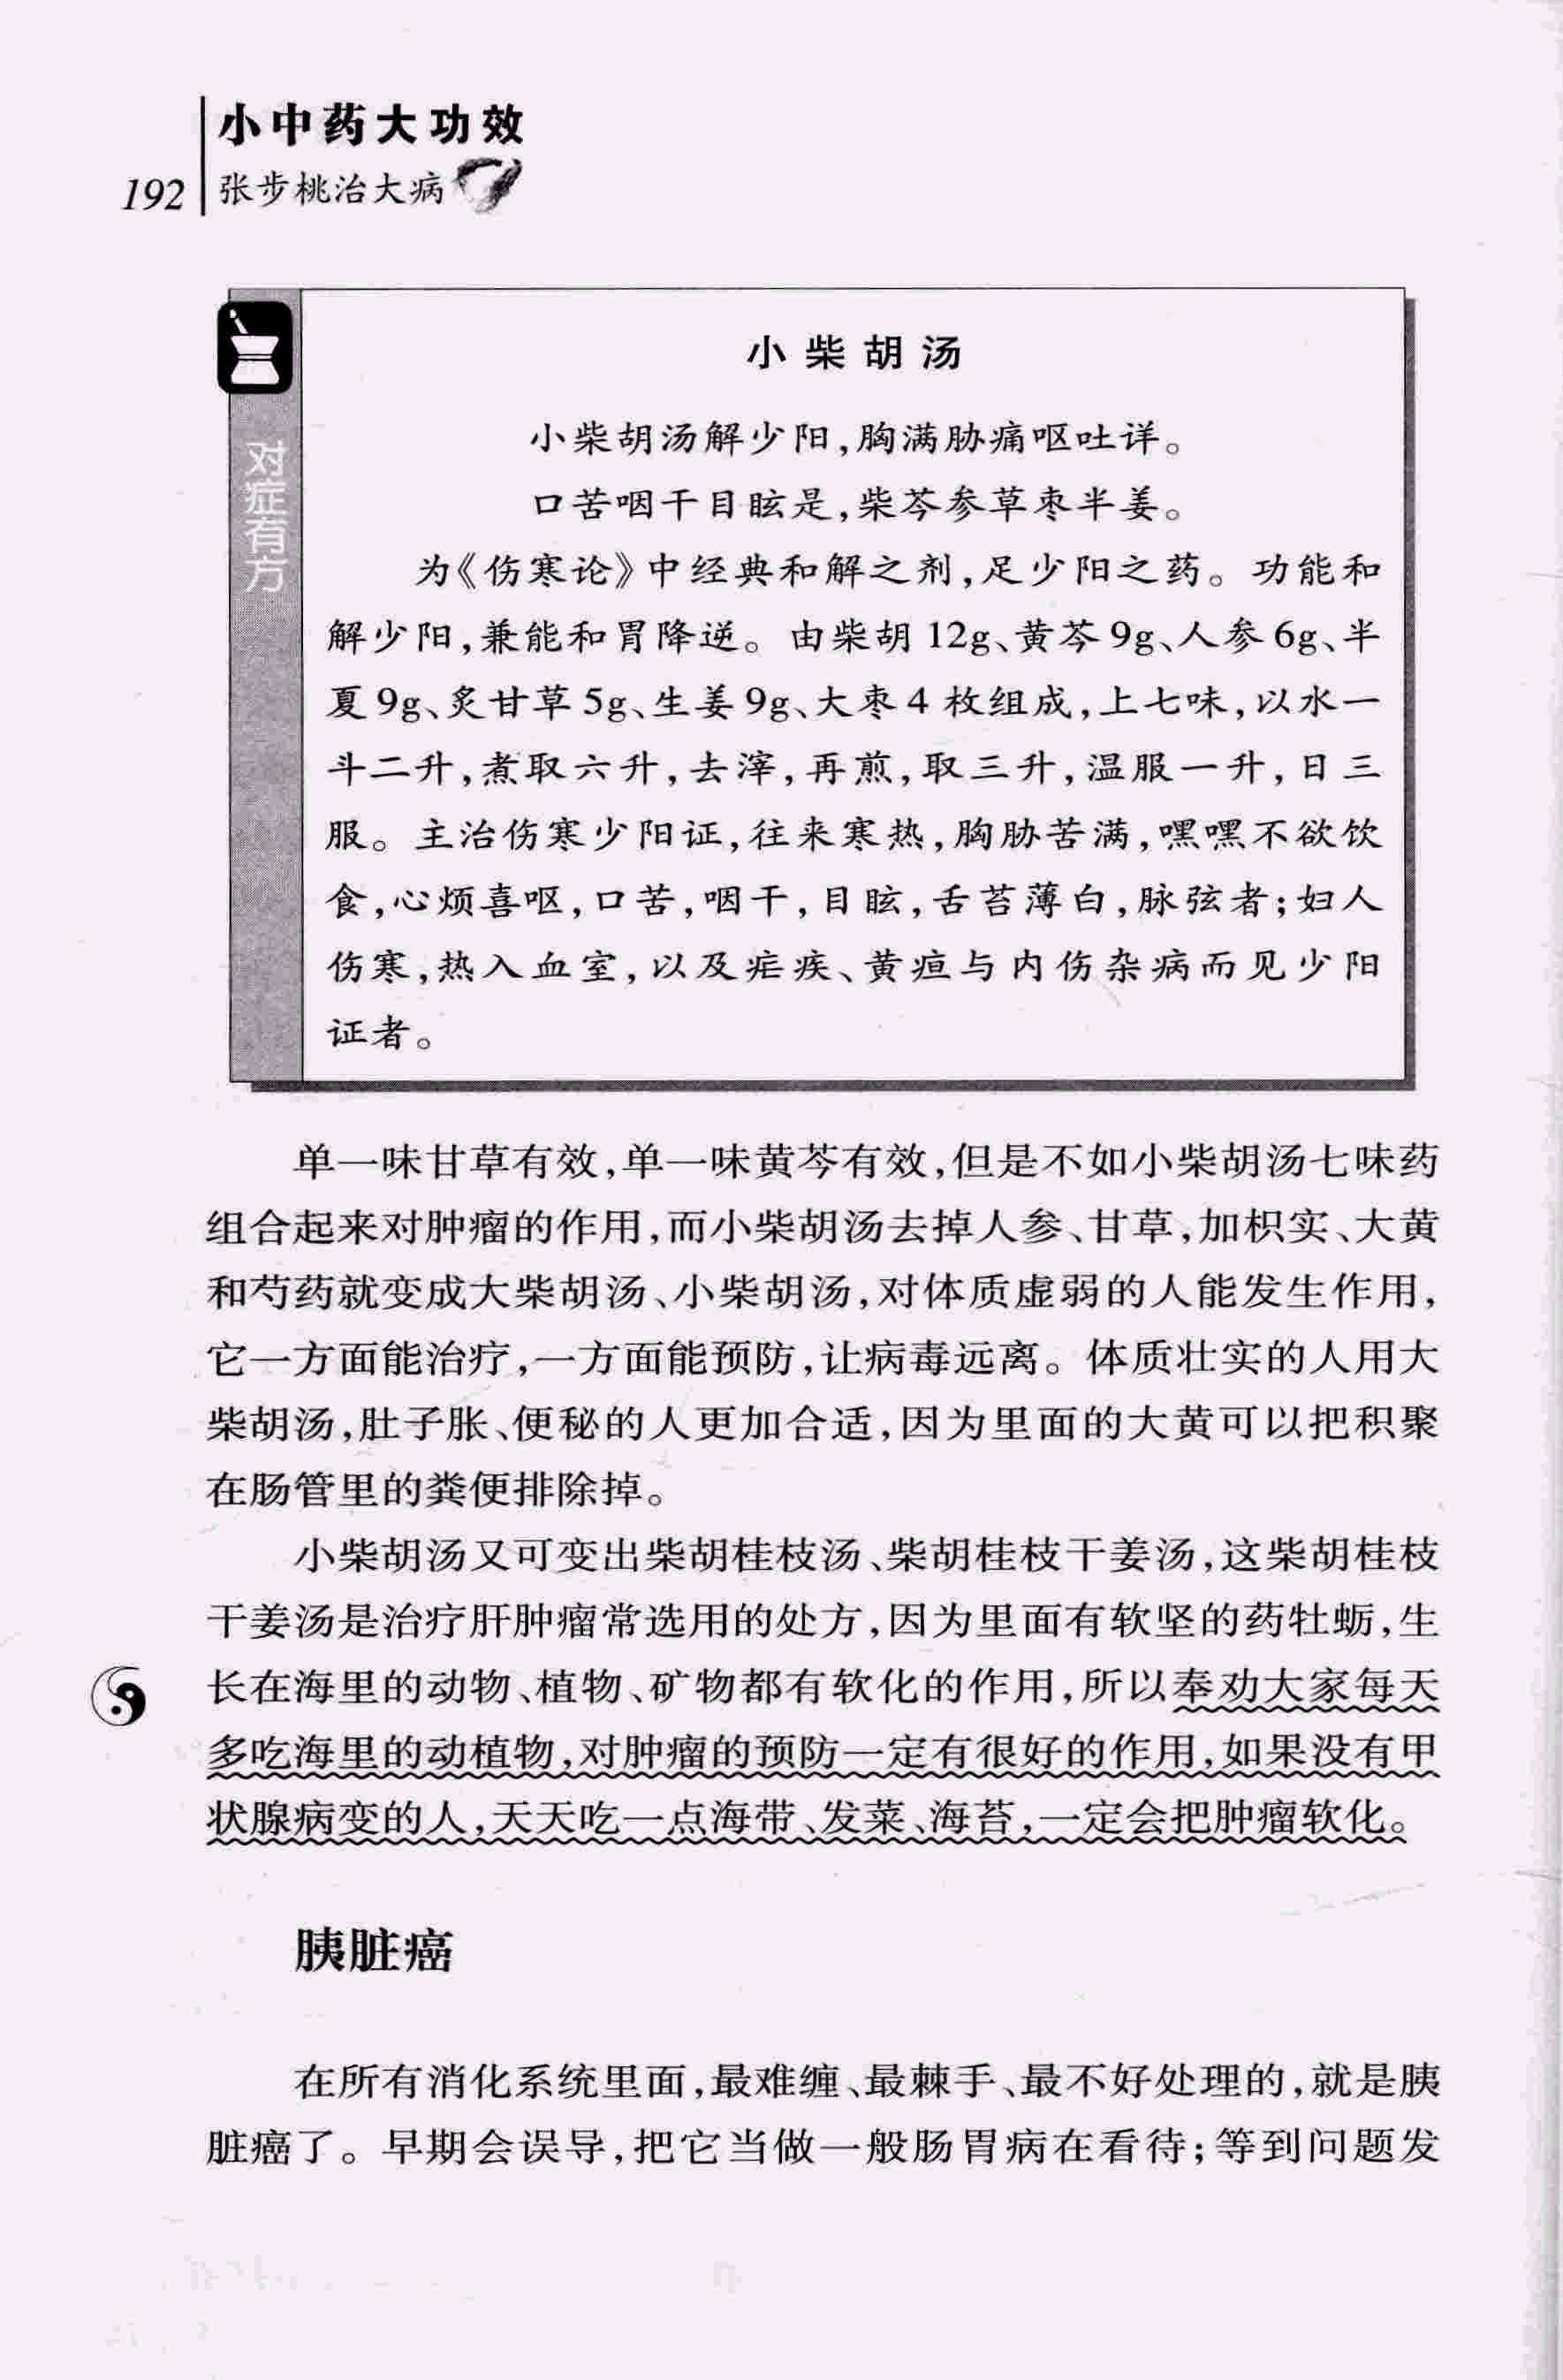 小中药大功效
192 张步桃治大病
对症有方
小柴胡汤
小柴胡汤解少阳,胸满胁痛呕吐详。
口苦咽干目眩是,柴芩参草枣半姜。
为《伤寒论》中经典和解之剂,足少阳之药。功能和
解少阳,兼能和胃降逆。由柴胡12g、黄芩9g、人参6g、半
夏9g、炙甘草5g、生姜9g、大枣4枚组成,上七味,以水一
斗二升,煮取六升,去滓,再煎,取三升,温服一升,日三
服。主治伤寒少阳证,往来寒热,胸胁苦满,嘿嘿不欲饮
食,心烦喜呕,口苦,咽干,目眩,舌苔薄白,脉弦者;妇人
伤寒,热入血室,以及疟疾、黄疸与内伤杂病而见少阳
证者。
单一味甘草有效,单一味黄芩有效,但是不如小柴胡汤七味药
组合起来对肿瘤的作用,而小柴胡汤去掉人参、甘草,加枳实、大黄
和芍药就变成大柴胡汤、小柴胡汤,对体质虚弱的人能发生作用,
它一方面能治疗,一方面能预防,让病毒远离。体质壮实的人用大
柴胡汤,肚子胀、便秘的人更加合适,因为里面的大黄可以把积聚
在肠管里的粪便排除掉。
小柴胡汤又可变出柴胡桂枝汤、柴胡桂枝干姜汤,这柴胡桂枝
干姜汤是治疗肝肿瘤常选用的处方,因为里面有软坚的药牡蛎,生
长在海里的动物、植物、矿物都有软化的作用,所以奉劝大家每天
多吃海里的动植物,对肿瘤的预防一定有很好的作用,如果没有甲
状腺病变的人,天天吃一点海带、发菜、海苔,一定会把肿瘤软化。
胰脏癌
在所有消化系统里面,最难缠、最棘手、最不好处理的,就是胰
脏癌了。早期会误导,把它当做一般肠胃病在看待;等到问题发